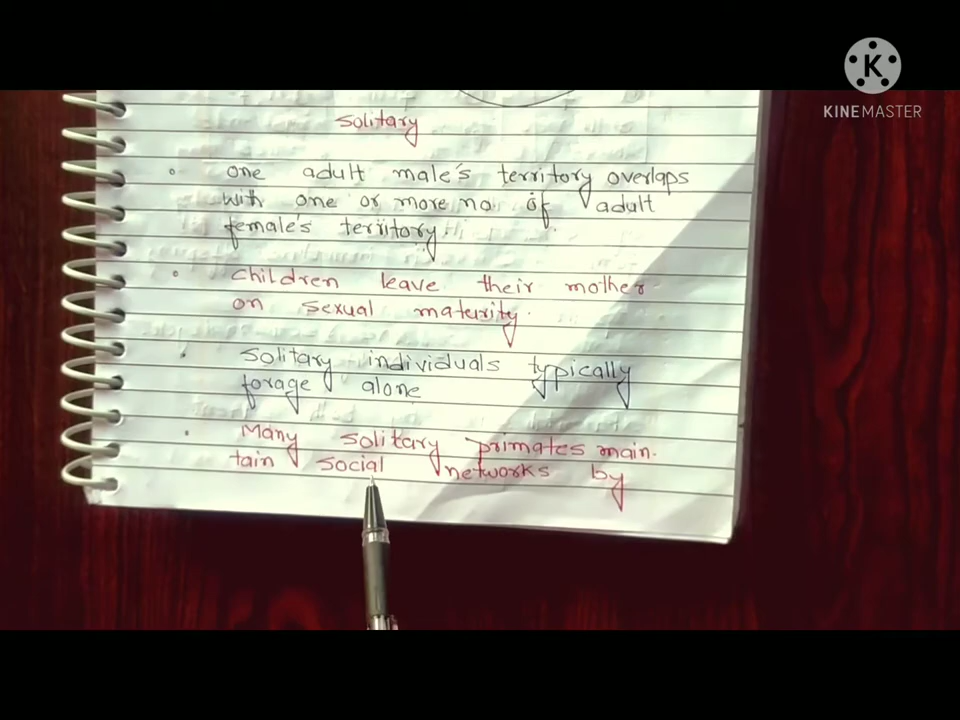 K
KINEMASTER
solitary
• one adult male's territory overlaps
with one or more no of adult
female's territory.
• children leave their mother
on sexual maturity.
• solitary individuals typically
forage alone
• Many solitary primates main-
tain social networks by